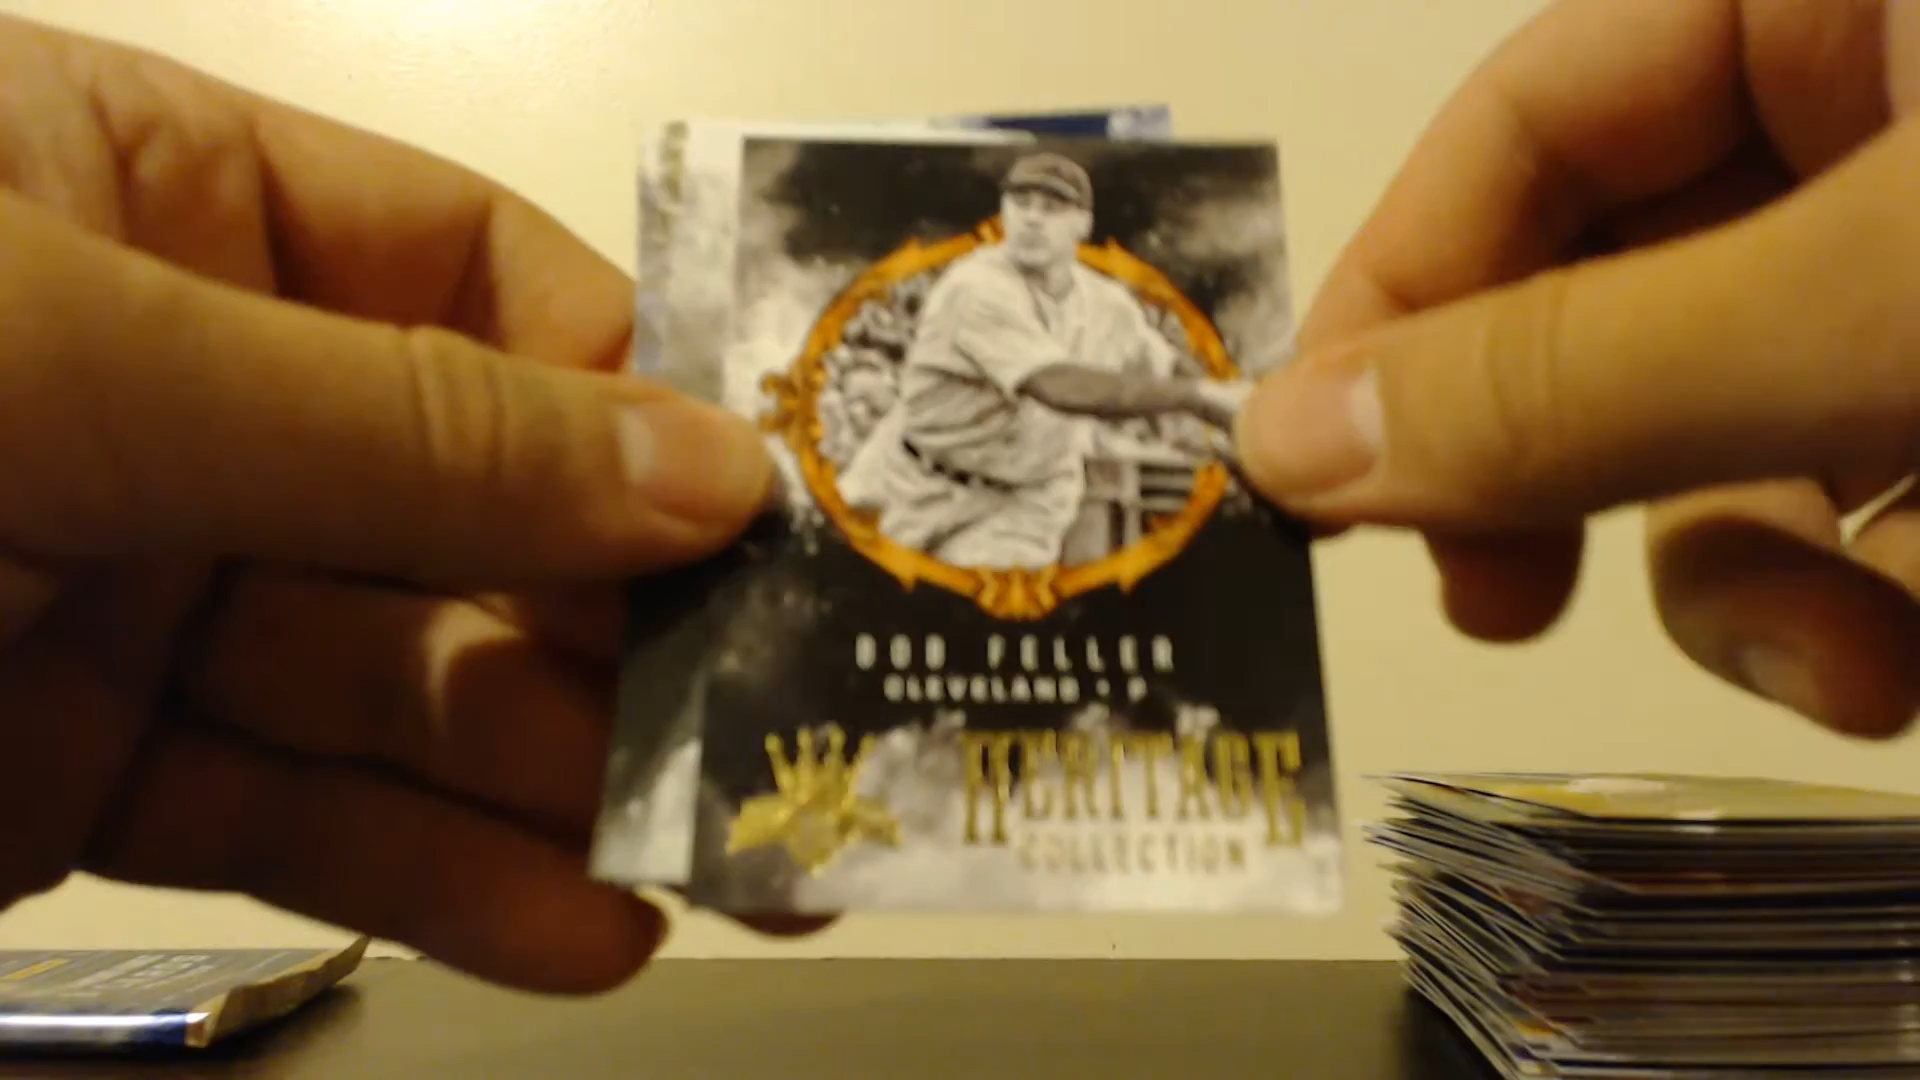 BOB FELLER
CLEVELAND • P
HERITAGE
COLLECTION